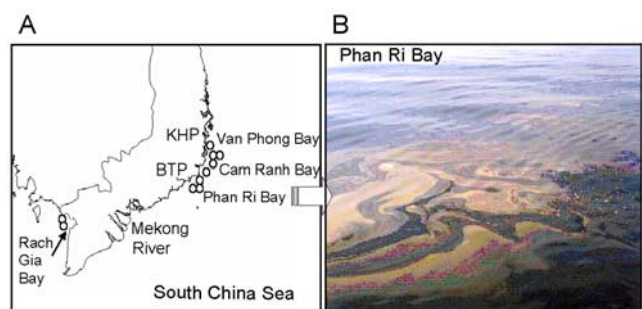 A
B
KHP
Van Phong Bay
BTP
Cam Ranh Bay
Phan Ri Bay
Mekong
River
Rach
Gia
Bay
South China Sea
Phan Ri Bay